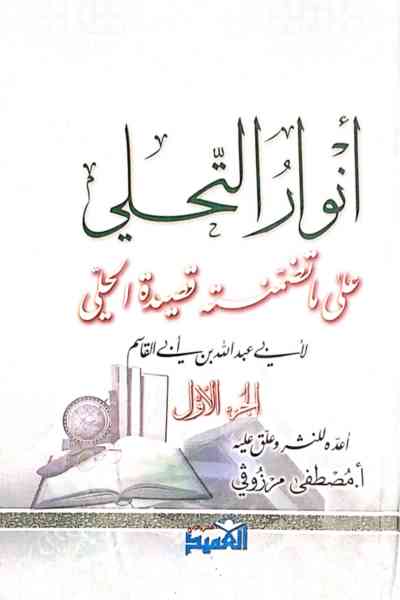 أنوار التجلي
على ما تضمنته قصيدة الحلي
لأبي عبد الله بن أبي القاسم
الجزء الأول
أعده للنشر وعلق عليه
أ. مصطفى مرزوقي
العميد